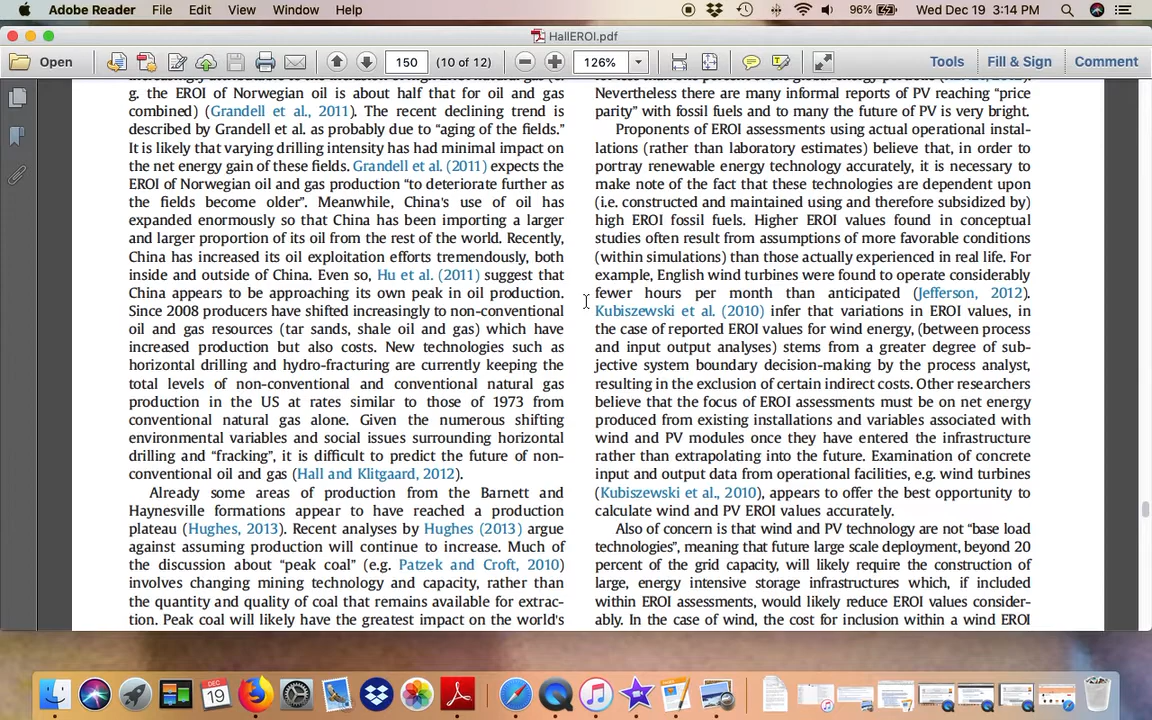 Adobe Reader File Edit View Window Help
96% Wed Dec 19 3:14 PM
HallEROI.pdf
Open 150 (10 of 12) 126% Tools Fill & Sign Comment
g. the EROI of Norwegian oil is about half that for oil and gas
combined) (Grandell et al., 2011). The recent declining trend is
described by Grandell et al. as probably due to “aging of the fields.”
It is likely that varying drilling intensity has had minimal impact on
the net energy gain of these fields. Grandell et al. (2011) expects the
EROI of Norwegian oil and gas production “to deteriorate further as
the fields become older”. Meanwhile, China's use of oil has
expanded enormously so that China has been importing a larger
and larger proportion of its oil from the rest of the world. Recently,
China has increased its oil exploitation efforts tremendously, both
inside and outside of China. Even so, Hu et al. (2011) suggest that
China appears to be approaching its own peak in oil production.
Since 2008 producers have shifted increasingly to non-conventional
oil and gas resources (tar sands, shale oil and gas) which have
increased production but also costs. New technologies such as
horizontal drilling and hydro-fracturing are currently keeping the
total levels of non-conventional and conventional natural gas
production in the US at rates similar to those of 1973 from
conventional natural gas alone. Given the numerous shifting
environmental variables and social issues surrounding horizontal
drilling and “fracking”, it is difficult to predict the future of non-
conventional oil and gas (Hall and Klitgaard, 2012).
Already some areas of production from the Barnett and
Haynesville formations appear to have reached a production
plateau (Hughes, 2013). Recent analyses by Hughes (2013) argue
against assuming production will continue to increase. Much of
the discussion about “peak coal” (e.g. Patzek and Croft, 2010)
involves changing mining technology and capacity, rather than
the quantity and quality of coal that remains available for extrac-
tion. Peak coal will likely have the greatest impact on the world's
Nevertheless there are many informal reports of PV reaching “price
parity” with fossil fuels and to many the future of PV is very bright.
Proponents of EROI assessments using actual operational instal-
lations (rather than laboratory estimates) believe that, in order to
portray renewable energy technology accurately, it is necessary to
make note of the fact that these technologies are dependent upon
(i.e. constructed and maintained using and therefore subsidized by)
high EROI fossil fuels. Higher EROI values found in conceptual
studies often result from assumptions of more favorable conditions
(within simulations) than those actually experienced in real life. For
example, English wind turbines were found to operate considerably
fewer hours per month than anticipated (Jefferson, 2012).
Kubiszewski et al. (2010) infer that variations in EROI values, in
the case of reported EROI values for wind energy, (between process
and input output analyses) stems from a greater degree of sub-
jective system boundary decision-making by the process analyst,
resulting in the exclusion of certain indirect costs. Other researchers
believe that the focus of EROI assessments must be on net energy
produced from existing installations and variables associated with
wind and PV modules once they have entered the infrastructure
rather than extrapolating into the future. Examination of concrete
input and output data from operational facilities, e.g. wind turbines
(Kubiszewski et al., 2010), appears to offer the best opportunity to
calculate wind and PV EROI values accurately.
Also of concern is that wind and PV technology are not “base load
technologies”, meaning that future large scale deployment, beyond 20
percent of the grid capacity, will likely require the construction of
large, energy intensive storage infrastructures which, if included
within EROI assessments, would likely reduce EROI values consider-
ably. In the case of wind, the cost for inclusion within a wind EROI
DEC
19